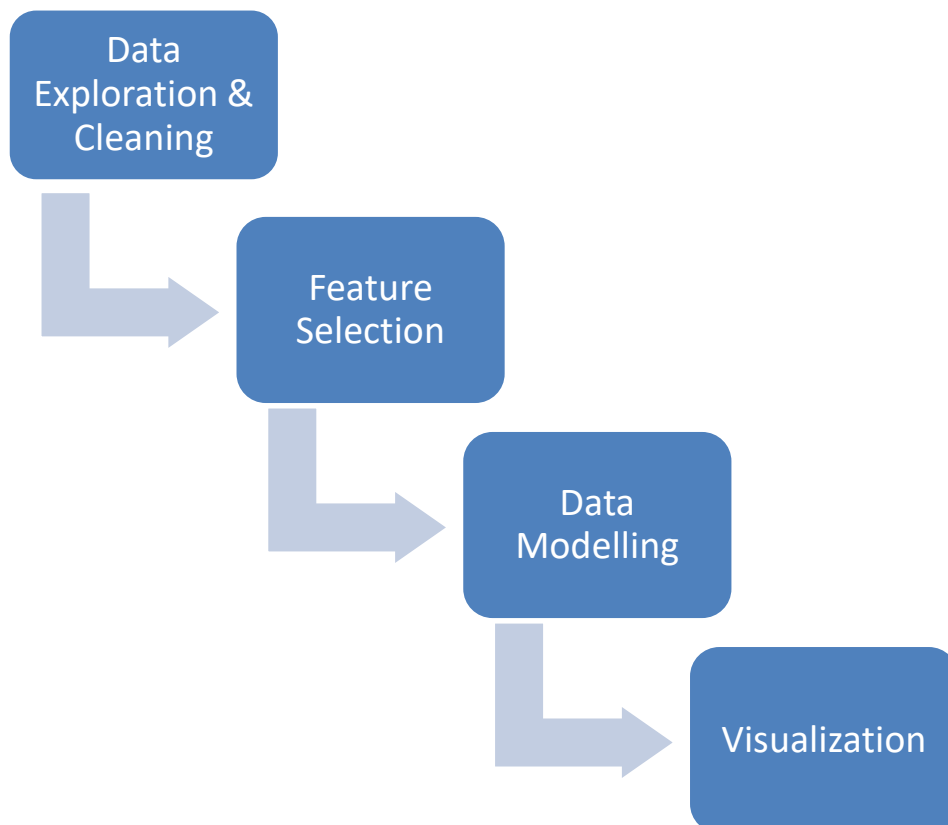 Data
Exploration &
Cleaning
Feature
Selection
Data
Modelling
Visualization